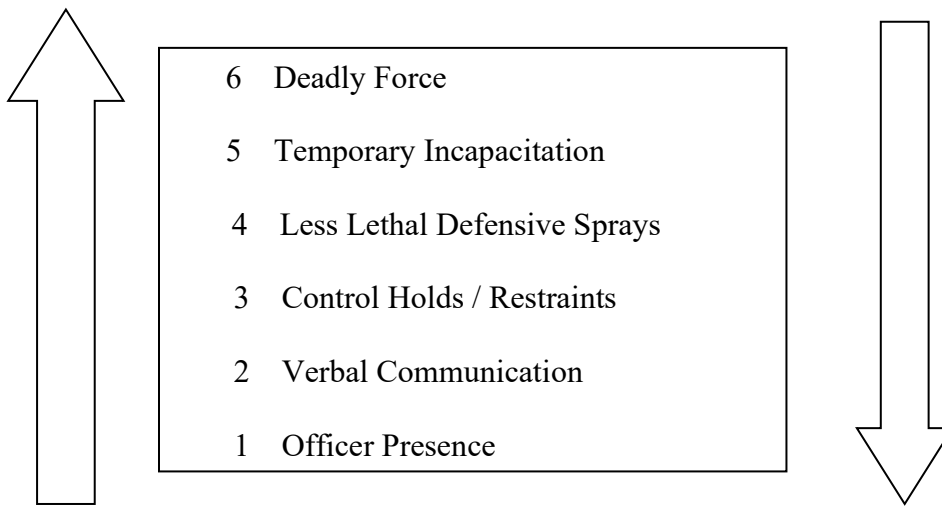 6 Deadly Force
5 Temporary Incapacitation
4 Less Lethal Defensive Sprays
3 Control Holds / Restraints
2 Verbal Communication
1 Officer Presence